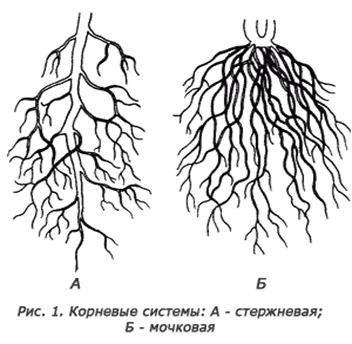 А Б
Рис. 1. Корневые системы: А - стержневая;
Б - мочковая